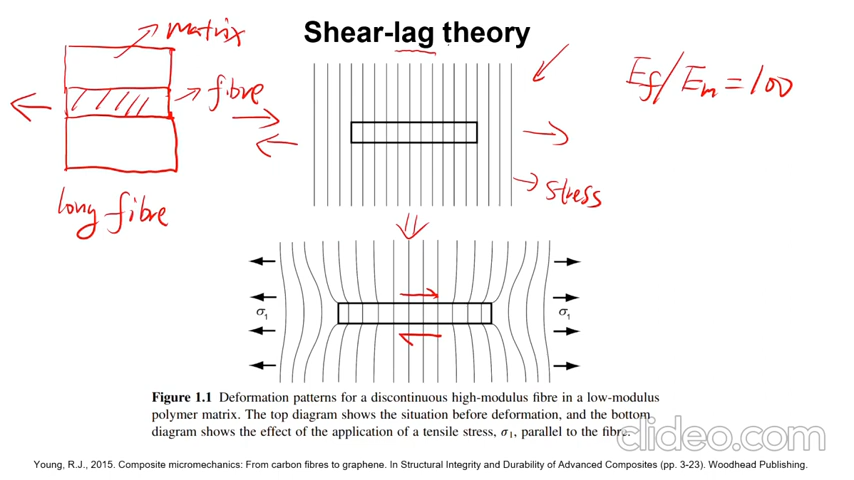 Shear-lag theory
matrix
fibre
long fibre
Ef/Em = 100
stress
σ1
σ1
Figure 1.1 Deformation patterns for a discontinuous high-modulus fibre in a low-modulus
polymer matrix. The top diagram shows the situation before deformation, and the bottom
diagram shows the effect of the application of a tensile stress, σ1, parallel to the fibre.
clideo.com
Young, R.J., 2015. Composite micromechanics: From carbon fibres to graphene. In Structural Integrity and Durability of Advanced Composites (pp. 3-23). Woodhead Publishing.